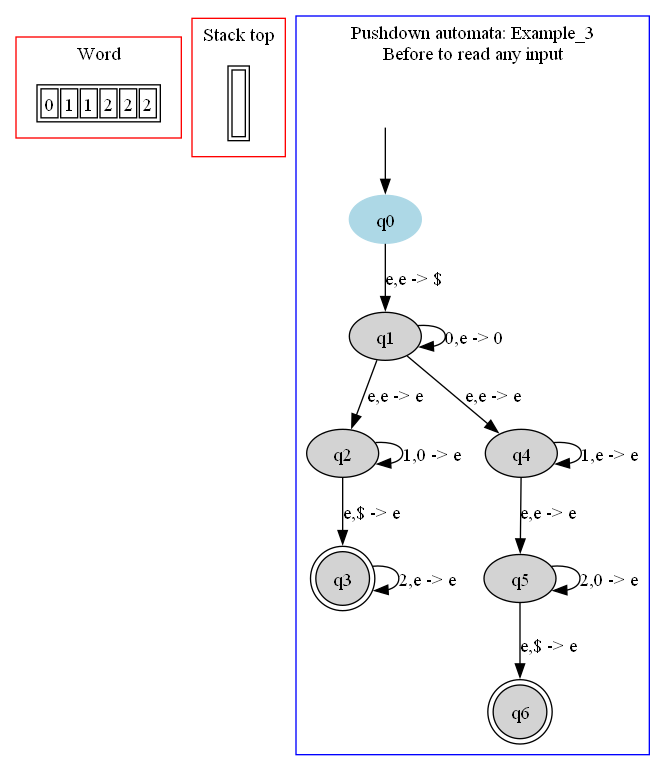 Word
0 1 1 2 2 2
Stack top
Pushdown automata: Example_3
Before to read any input
q0
e,e -> $
q1
0,e -> 0
e,e -> e
e,e -> e
q2
1,0 -> e
q4
1,e -> e
e,$ -> e
e,e -> e
q3
2,e -> e
q5
2,0 -> e
e,$ -> e
q6